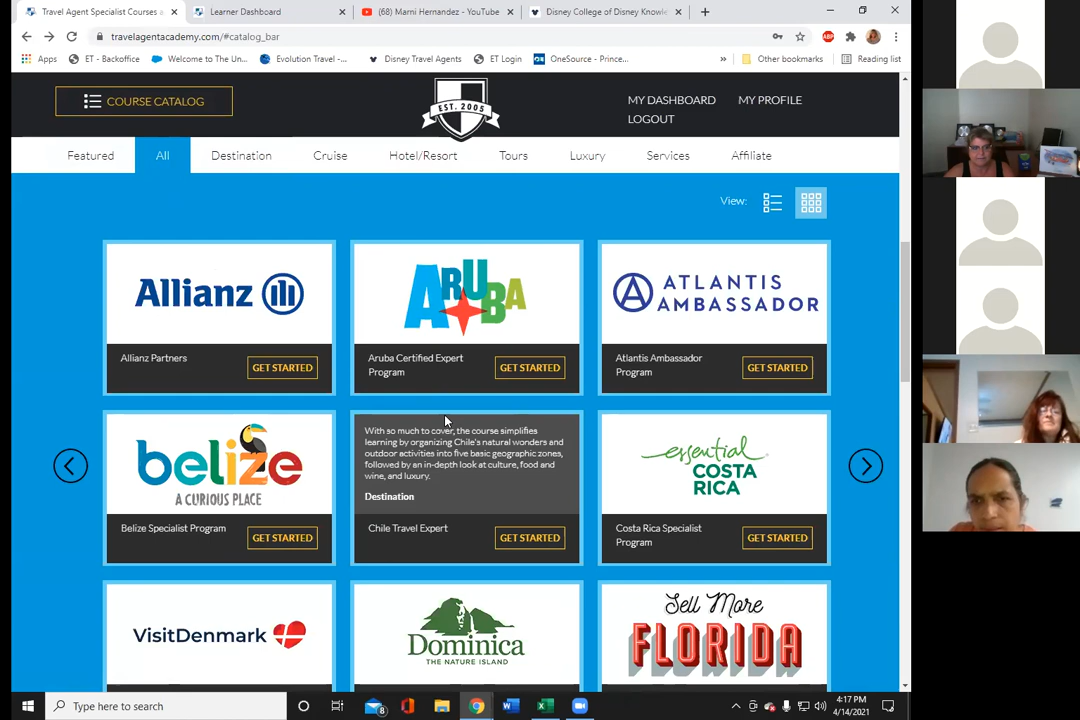 Travel Agent Specialist Courses a
Learner Dashboard
(68) Marni Hernandez - YouTube
Disney College of Disney Knowle
travelagentacademy.com/#catalog_bar
ABP
Apps
ET - Backoffice
Welcome to The Un...
Evolution Travel -...
Disney Travel Agents
ET Login
OneSource - Prince...
»
Other bookmarks
Reading list
COURSE CATALOG
EST. 2005
MY DASHBOARD
MY PROFILE
LOGOUT
Featured
All
Destination
Cruise
Hotel/Resort
Tours
Luxury
Services
Affiliate
View:
Allianz
Allianz Partners
GET STARTED
ARUBA
Aruba Certified Expert
Program
GET STARTED
ATLANTIS
AMBASSADOR
Atlantis Ambassador
Program
GET STARTED
belize
A CURIOUS PLACE
Belize Specialist Program
GET STARTED
With so much to cover, the course simplifies
learning by organizing Chile's natural wonders and
outdoor activities into five basic geographic zones,
followed by an in-depth look at culture, food and
wine, and luxury.
Destination
Chile Travel Expert
GET STARTED
essential
COSTA
RICA
Costa Rica Specialist
Program
GET STARTED
VisitDenmark
Dominica
THE NATURE ISLAND
Sell More
FLORIDA
Type here to search
8
4:17 PM
4/14/2021